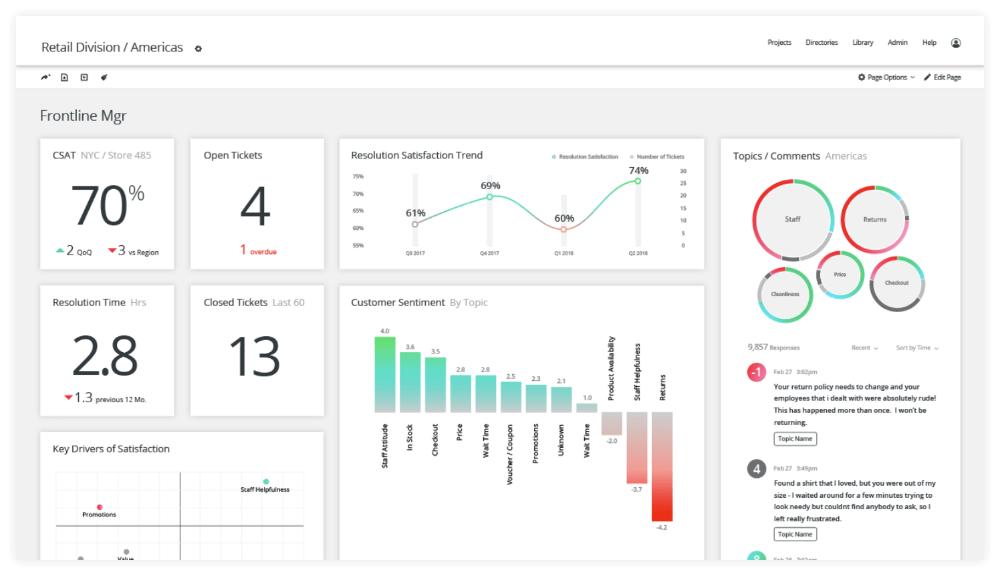 Retail Division / Americas
Projects Directories Library Admin Help
Page Options Edit Page
Frontline Mgr
CSAT NYC / Store 485
70%
2 QoQ 3 vs Region
Open Tickets
4
1 overdue
Resolution Satisfaction Trend
Resolution Satisfaction Number of Tickets
75%
70%
65%
60%
55%
61%
69%
60%
74%
30
25
20
15
10
5
0
Q3 2017 Q4 2017 Q1 2018 Q2 2018
Resolution Time Hrs
2.8
1.3 previous 12 Mo.
Closed Tickets Last 60
13
Customer Sentiment By Topic
4.0 3.6 3.5 2.8 2.8 2.5 2.3 2.1 1.0
Staff Attitude
In Stock
Checkout
Price
Wait Time
Voucher / Coupon
Promotions
Unknown
Wait Time
Product Availability
Staff Helpfulness
Returns
-2.0
-3.7
-4.2
Key Drivers of Satisfaction
Staff Helpfulness
Promotions
Value
Topics / Comments Americas
Staff
Returns
Price
Checkout
Cleanliness
9,857 Responses Recent Sort by Time
-1 Feb 27 3:02pm
Your return policy needs to change and your
employees that i dealt with were absolutely rude!
This has happened more than once. I won't be
returning.
Topic Name
4 Feb 27 3:49pm
Found a shirt that I loved, but you were out of my
size - I waited around for a few minutes trying to
look needy but couldnt find anybody to ask, so I
left really frustrated.
Topic Name